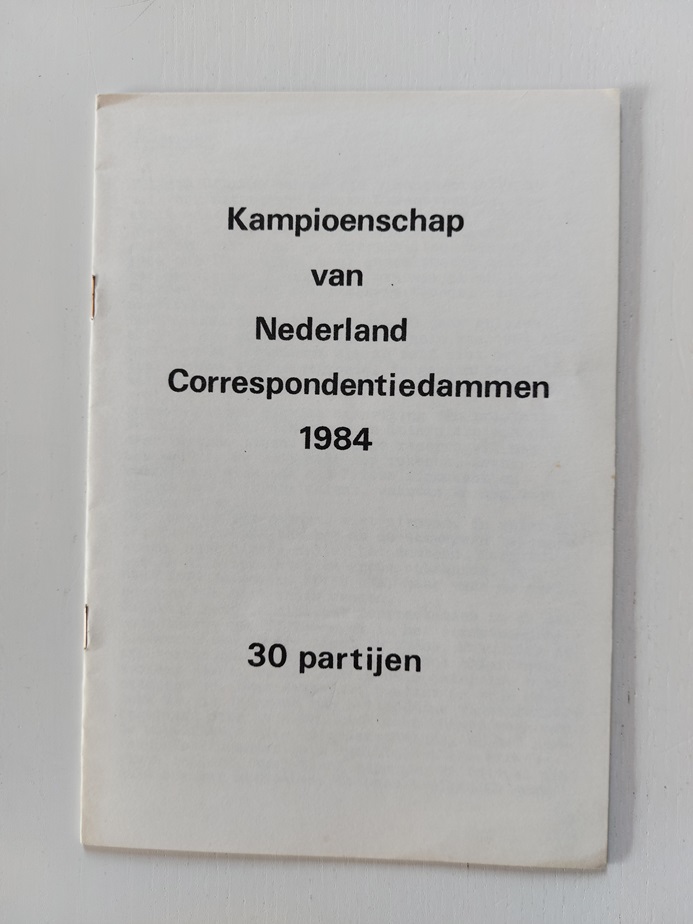 Kampioenschap
van
Nederland
Correspondentiedammen
1984
30 partijen